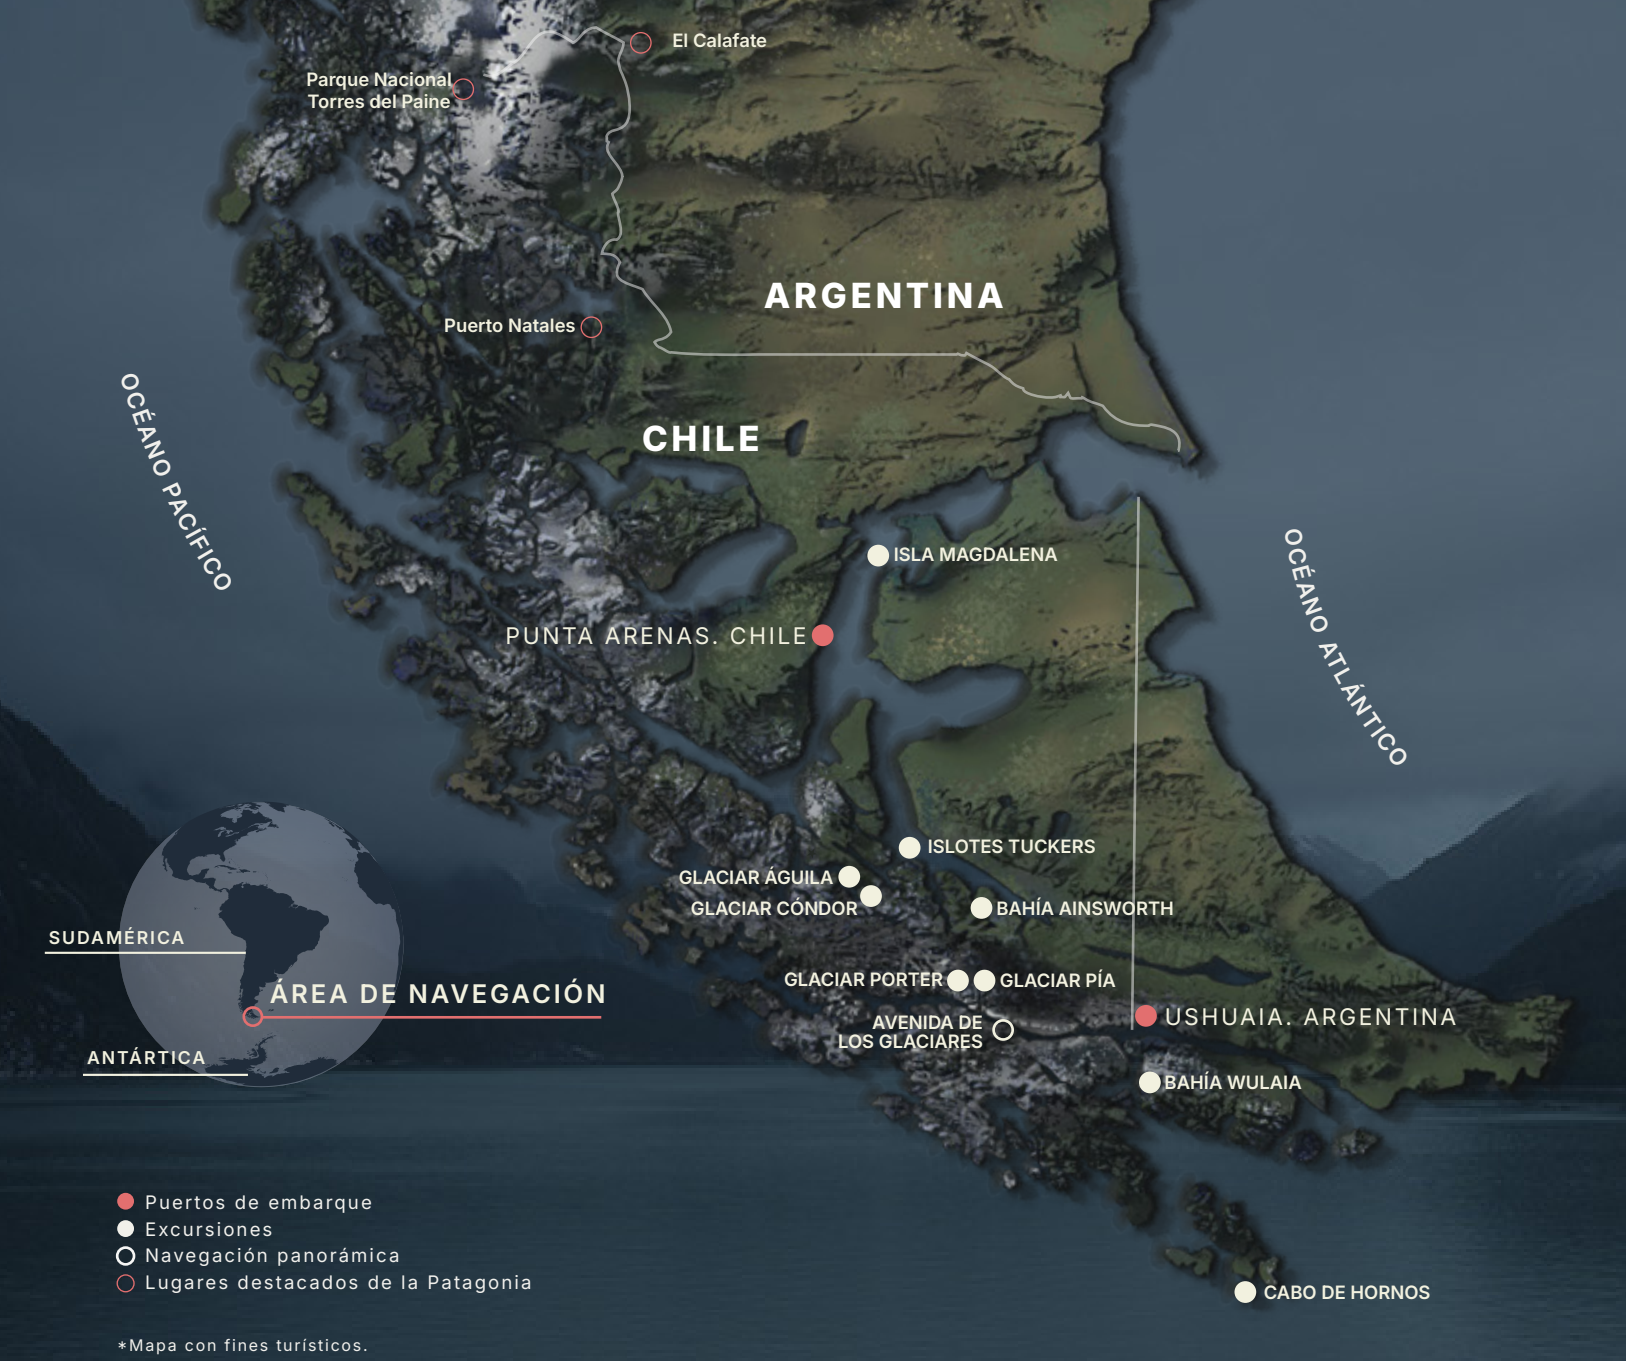 El Calafate
Parque Nacional
Torres del Paine
ARGENTINA
Puerto Natales
CHILE
OCÉANO PACÍFICO
OCÉANO ATLÁNTICO
ISLA MAGDALENA
PUNTA ARENAS. CHILE
ISLOTES TUCKERS
GLACIAR ÁGUILA
GLACIAR CÓNDOR
BAHÍA AINSWORTH
SUDAMÉRICA
GLACIAR PORTER
GLACIAR PÍA
ÁREA DE NAVEGACIÓN
AVENIDA DE
LOS GLACIARES
USHUAIA. ARGENTINA
ANTÁRTICA
BAHÍA WULAIA
Puertos de embarque
Excursiones
Navegación panorámica
Lugares destacados de la Patagonia
CABO DE HORNOS
*Mapa con fines turísticos.